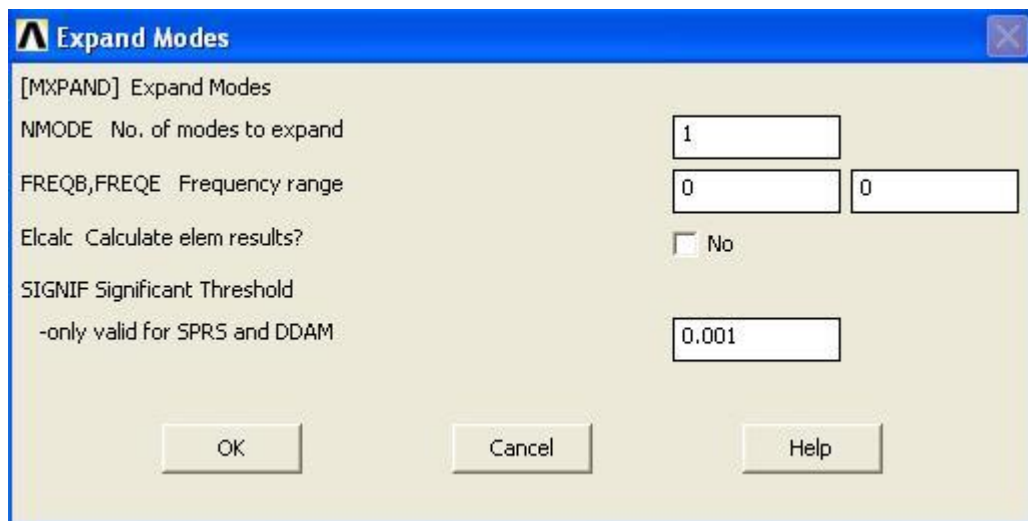 Expand Modes
[MXPAND] Expand Modes
NMODE No. of modes to expand 1
FREQB,FREQE Frequency range 0 0
Elcalc Calculate elem results? No
SIGNIF Significant Threshold
-only valid for SPRS and DDAM 0.001
OK Cancel Help